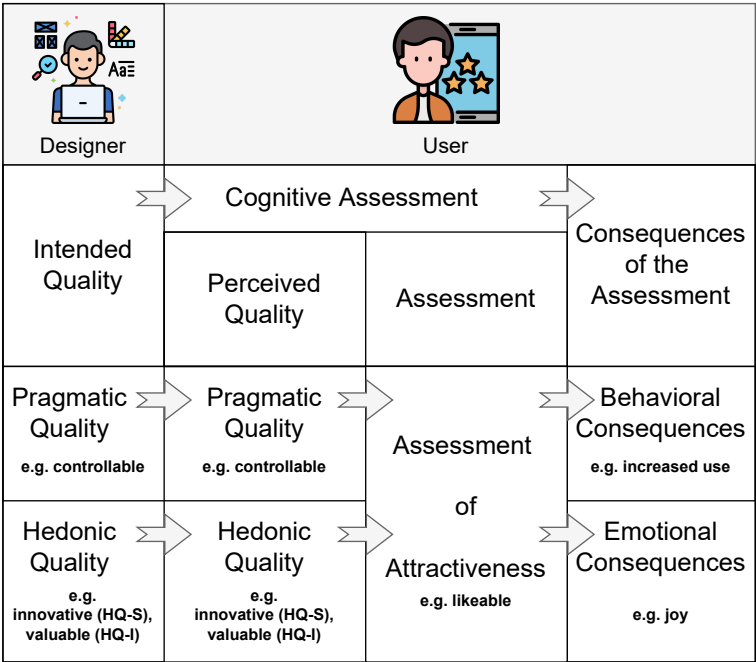 Aa
Designer
User
Cognitive Assessment
Intended
Quality
Perceived
Quality
Assessment
Consequences
of the
Assessment
Pragmatic
Quality
e.g. controllable
Pragmatic
Quality
e.g. controllable
Assessment
of
Attractiveness
e.g. likeable
Behavioral
Consequences
e.g. increased use
Hedonic
Quality
e.g.
innovative (HQ-S),
valuable (HQ-I)
Hedonic
Quality
e.g.
innovative (HQ-S),
valuable (HQ-I)
Emotional
Consequences
e.g. joy